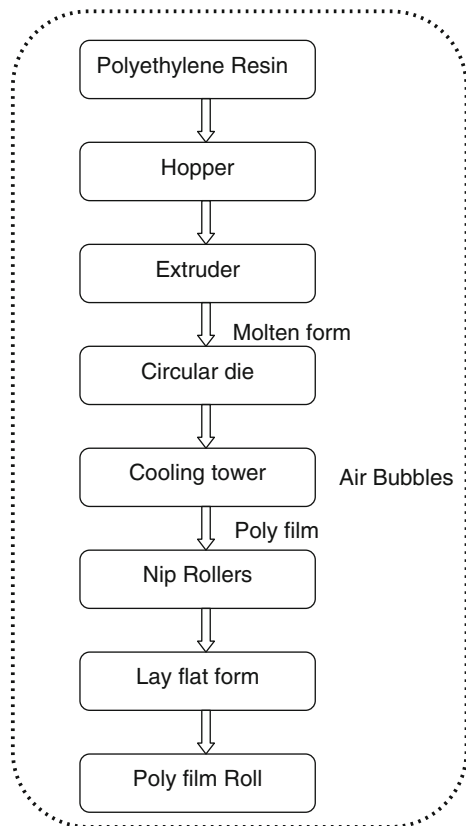 Polyethylene Resin
Hopper
Extruder
Molten form
Circular die
Cooling tower
Air Bubbles
Poly film
Nip Rollers
Lay flat form
Poly film Roll